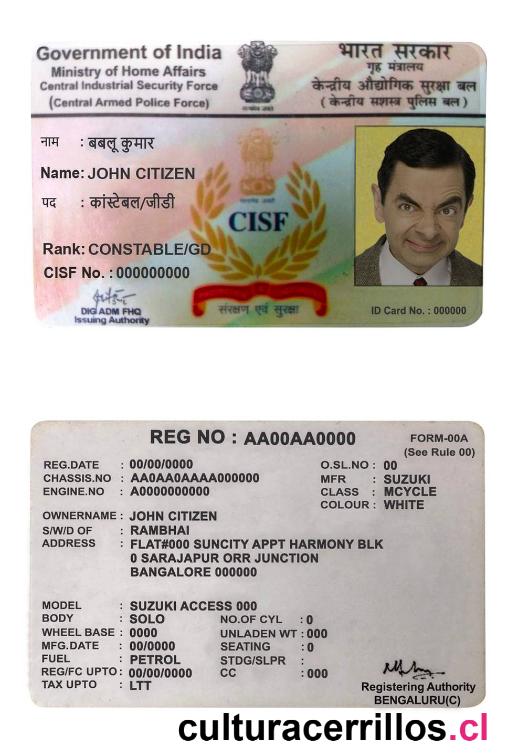 Government of India
Ministry of Home Affairs
Central Industrial Security Force
(Central Armed Police Force)
भारत सरकार
गृह मंत्रालय
केन्द्रीय औद्योगिक सुरक्षा बल
( केन्द्रीय सशस्त्र पुलिस बल )
नाम : बबलू कुमार
Name: JOHN CITIZEN
पद : कांस्टेबल/जीडी
CISF
Rank: CONSTABLE/GD
CISF No. : 000000000
DIG ADM FHQ
Issuing Authority
संरक्षण एवं सुरक्षा
ID Card No. : 000000
REG NO : AA00AA0000
FORM-00A
(See Rule 00)
REG.DATE : 00/00/0000 O.SL.NO : 00
CHASSIS.NO : AA0AA0AAAA000000 MFR : SUZUKI
ENGINE.NO : A0000000000 CLASS : MCYCLE
COLOUR : WHITE
OWNERNAME : JOHN CITIZEN
S/W/D OF : RAMBHAI
ADDRESS : FLAT#000 SUNCITY APPT HARMONY BLK
0 SARAJAPUR ORR JUNCTION
BANGALORE 000000
MODEL : SUZUKI ACCESS 000
BODY : SOLO NO.OF CYL : 0
WHEEL BASE : 0000 UNLADEN WT : 000
MFG.DATE : 00/0000 SEATING : 0
FUEL : PETROL STDG/SLPR :
REG/FC UPTO : 00/00/0000 CC : 000
TAX UPTO : LTT
Registering Authority
BENGALURU(C)
culturacerrillos.cl